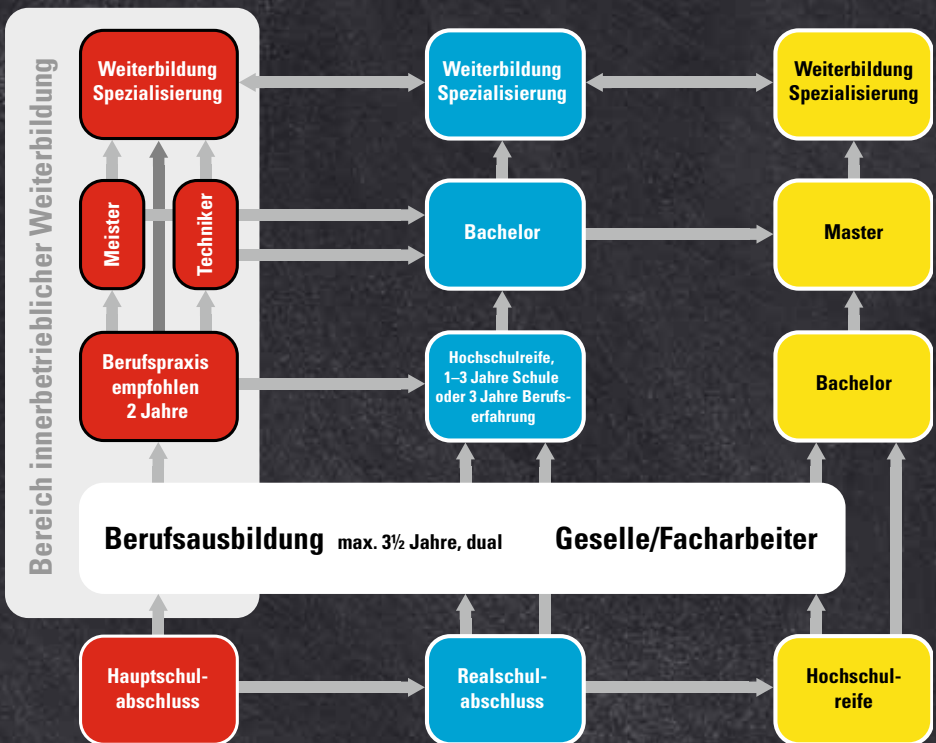 Bereich innerbetrieblicher Weiterbildung
Weiterbildung
Spezialisierung
Weiterbildung
Spezialisierung
Weiterbildung
Spezialisierung
Meister
Techniker
Bachelor
Master
Berufspraxis
empfohlen
2 Jahre
Hochschulreife,
1–3 Jahre Schule
oder 3 Jahre Berufs-
erfahrung
Bachelor
Berufsausbildung max. 3½ Jahre, dual Geselle/Facharbeiter
Hauptschul-
abschluss
Realschul-
abschluss
Hochschul-
reife